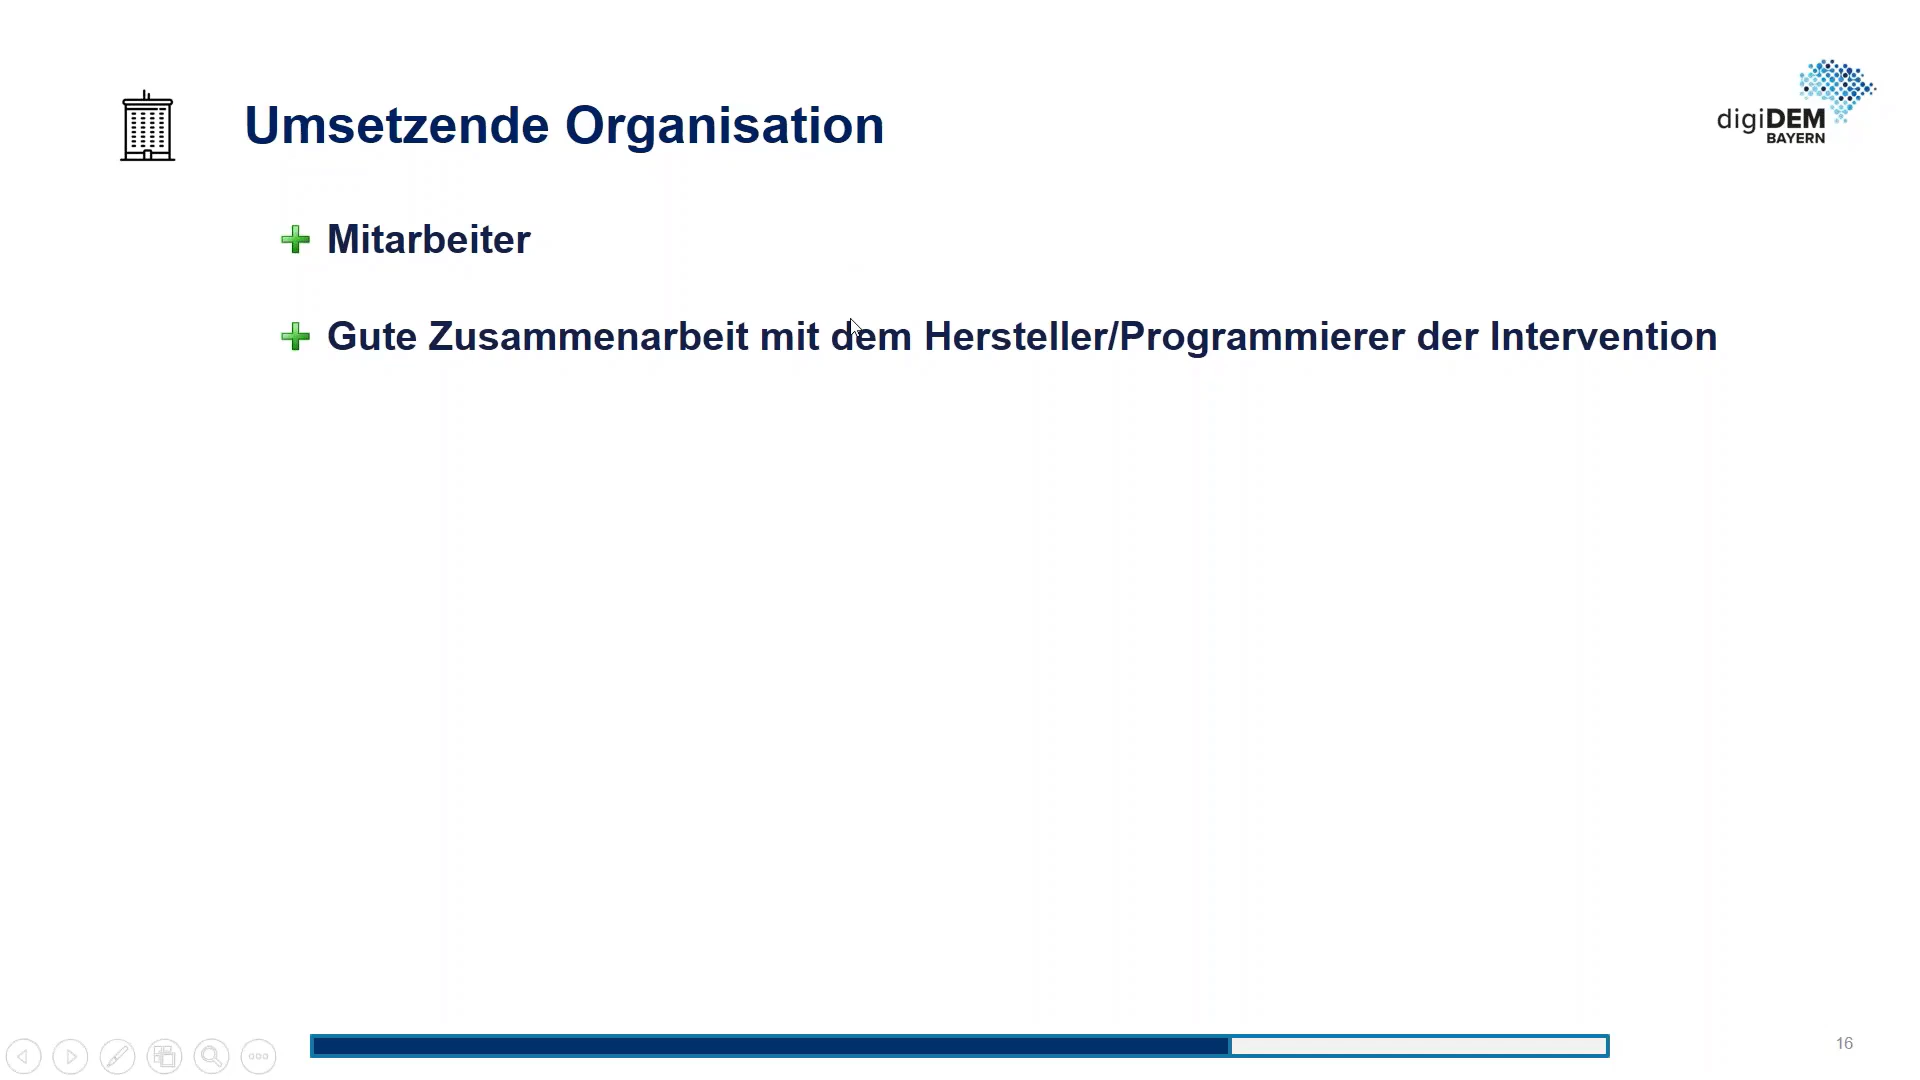 Umsetzende Organisation
digiDEM
BAYERN
Mitarbeiter
Gute Zusammenarbeit mit dem Hersteller/Programmierer der Intervention
16